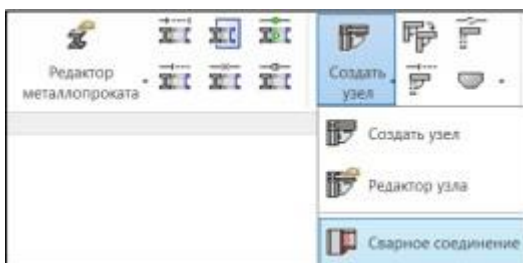 Редактор
металлопроката
Создать
узел
Создать узел
Редактор узла
Сварное соединение